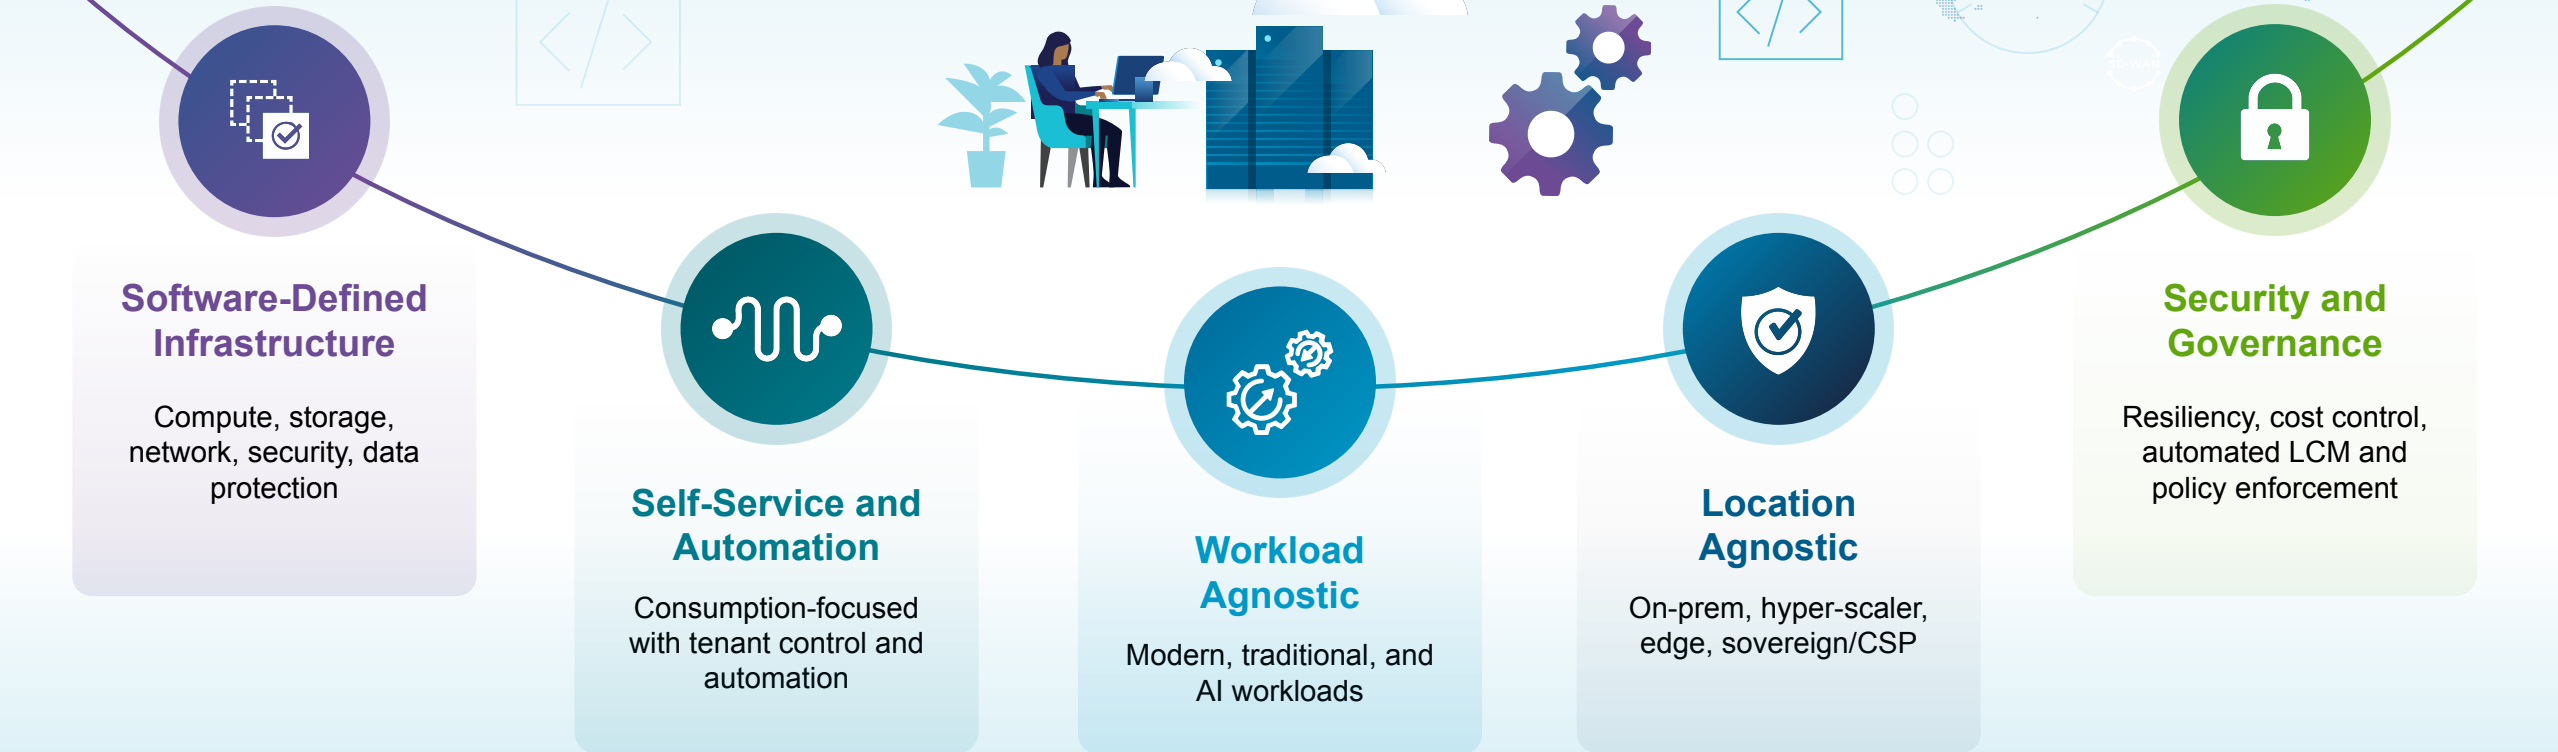 SD-WAN
Software-Defined
Infrastructure
Compute, storage,
network, security, data
protection
Self-Service and
Automation
Consumption-focused
with tenant control and
automation
Workload
Agnostic
Modern, traditional, and
AI workloads
Location
Agnostic
On-prem, hyper-scaler,
edge, sovereign/CSP
Security and
Governance
Resiliency, cost control,
automated LCM and
policy enforcement